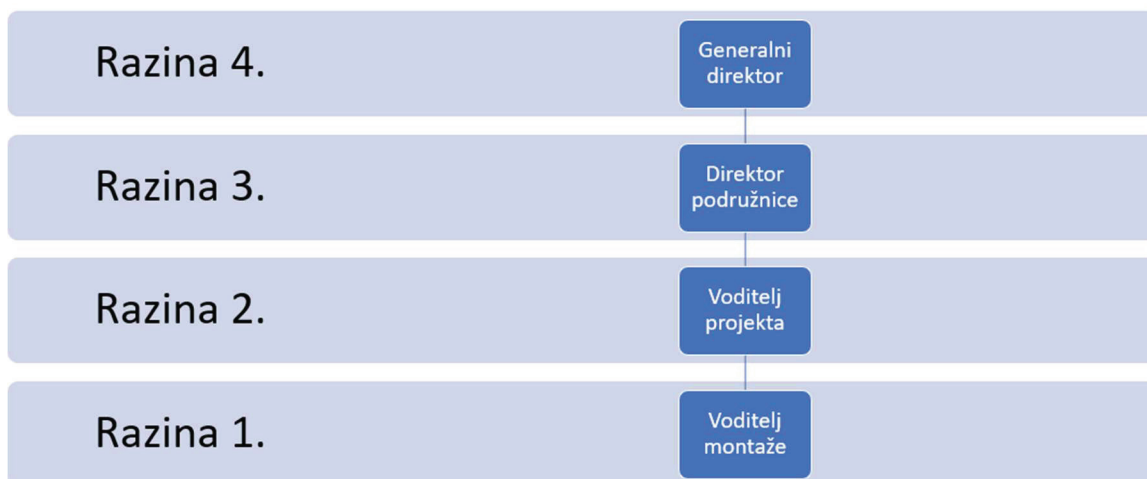 Razina 4.
Generalni
direktor
Razina 3.
Direktor
podružnice
Razina 2.
Voditelj
projekta
Razina 1.
Voditelj
montaže